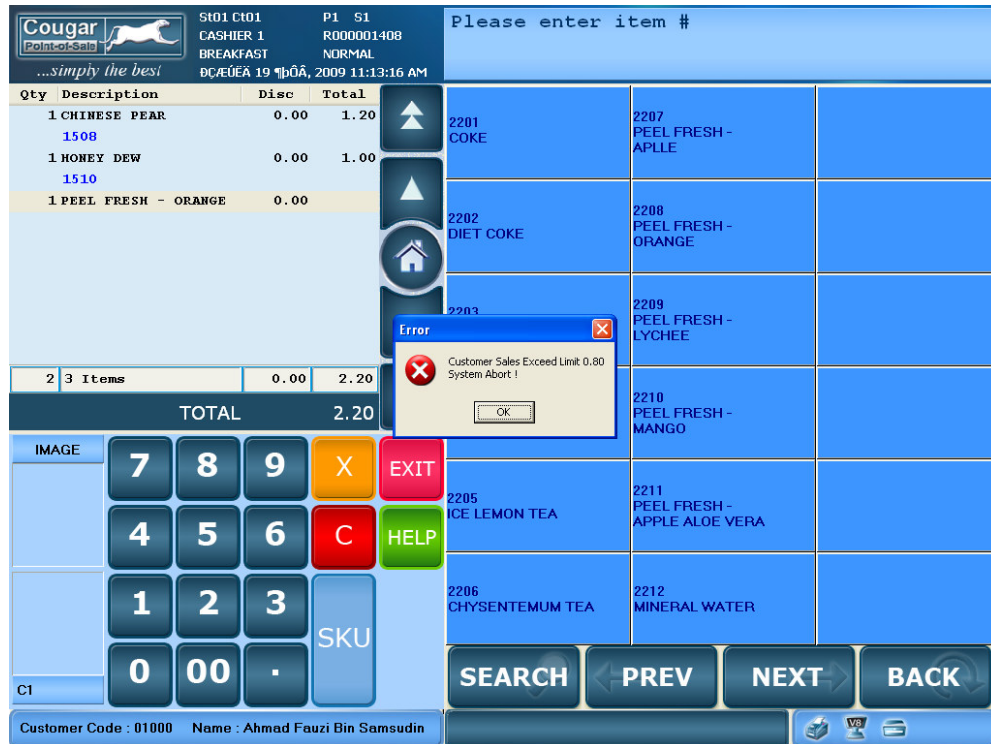 Cougar
Point-of-Sale
...simply the best
St01 Ct01 P1 S1
CASHIER 1 R000001408
BREAKFAST NORMAL
ÐÇÆÚËÄ 19 ¶þÔÂ, 2009 11:13:16 AM
Please enter item #
Qty Description Disc Total
1 CHINESE PEAR 0.00 1.20
1508
1 HONEY DEW 0.00 1.00
1510
1 PEEL FRESH - ORANGE 0.00
2 3 Items 0.00 2.20
TOTAL 2.20
2201
COKE
2207
PEEL FRESH -
APLLE
2202
DIET COKE
2208
PEEL FRESH -
ORANGE
2203
2209
PEEL FRESH -
LYCHEE
Error
Customer Sales Exceed Limit 0.80
System Abort !
OK
2210
PEEL FRESH -
MANGO
2205
ICE LEMON TEA
2211
PEEL FRESH -
APPLE ALOE VERA
2206
CHYSENTEMUM TEA
2212
MINERAL WATER
IMAGE
7 8 9 X EXIT
4 5 6 C HELP
1 2 3 SKU
0 00 .
C1
SEARCH PREV NEXT BACK
Customer Code : 01000 Name : Ahmad Fauzi Bin Samsudin
V8